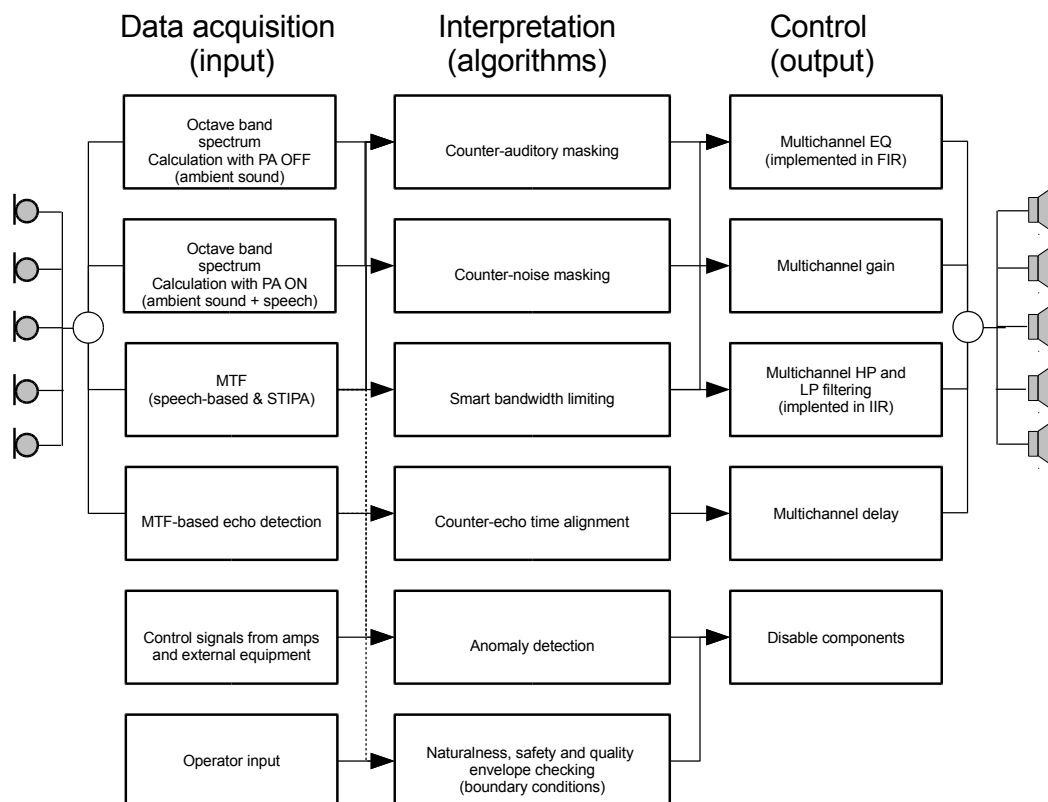 Data acquisition
(input)
Interpretation
(algorithms)
Control
(output)
Octave band
spectrum
Calculation with PA OFF
(ambient sound)
Counter-auditory masking
Multichannel EQ
(implemented in FIR)
Octave band
spectrum
Calculation with PA ON
(ambient sound + speech)
Counter-noise masking
Multichannel gain
MTF
(speech-based & STIPA)
Smart bandwidth limiting
Multichannel HP and
LP filtering
(implented in IIR)
MTF-based echo detection
Counter-echo time alignment
Multichannel delay
Control signals from amps
and external equipment
Anomaly detection
Disable components
Operator input
Naturalness, safety and quality
envelope checking
(boundary conditions)